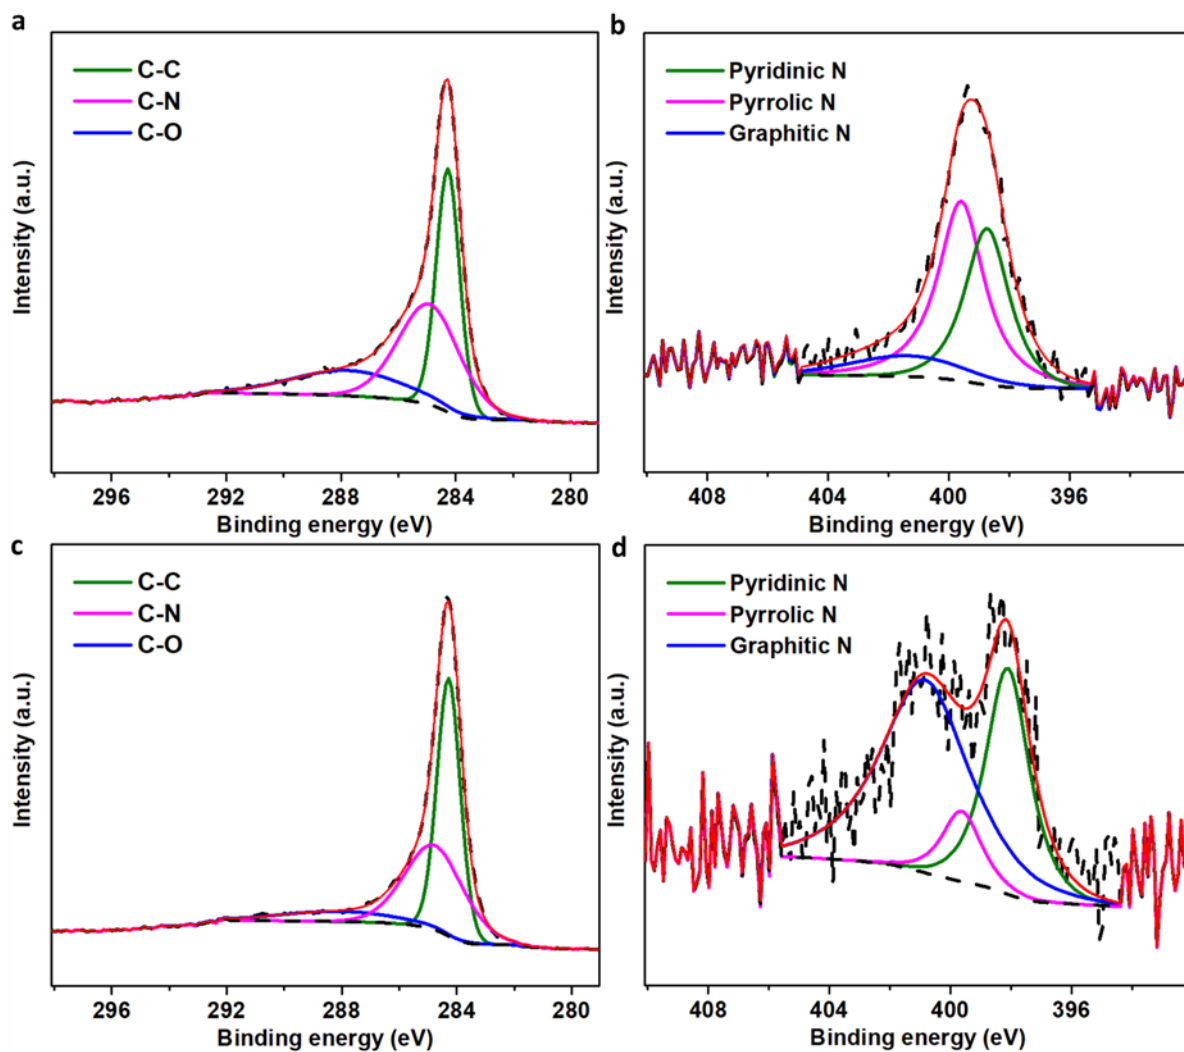 a
C-C
C-N
C-O
Intensity (a.u.)
296 292 288 284 280
Binding energy (eV)
b
Pyridinic N
Pyrrolic N
Graphitic N
Intensity (a.u.)
408 404 400 396
Binding energy (eV)
c
C-C
C-N
C-O
Intensity (a.u.)
296 292 288 284 280
Binding energy (eV)
d
Pyridinic N
Pyrrolic N
Graphitic N
Intensity (a.u.)
408 404 400 396
Binding energy (eV)